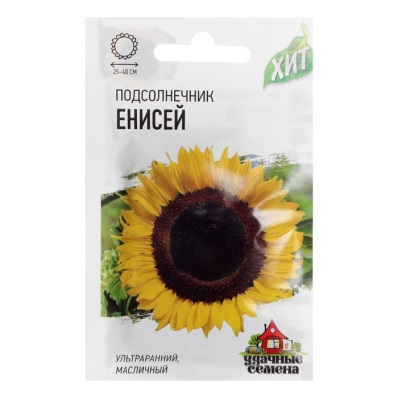 ХИТ
25-40 СМ
ПОДСОЛНЕЧНИК
ЕНИСЕЙ
УЛЬТРАРАННИЙ,
МАСЛИЧНЫЙ
удачные
семена